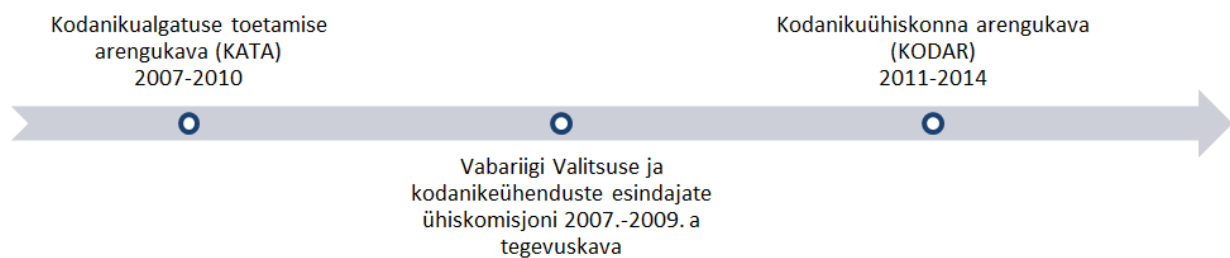 Kodanikualgatuse toetamise
arengukava (KATA)
2007-2010
Vabariigi Valitsuse ja
kodanikeühenduste esindajate
ühiskomisjoni 2007.-2009. a
tegevuskava
Kodanikuühiskonna arengukava
(KODAR)
2011-2014